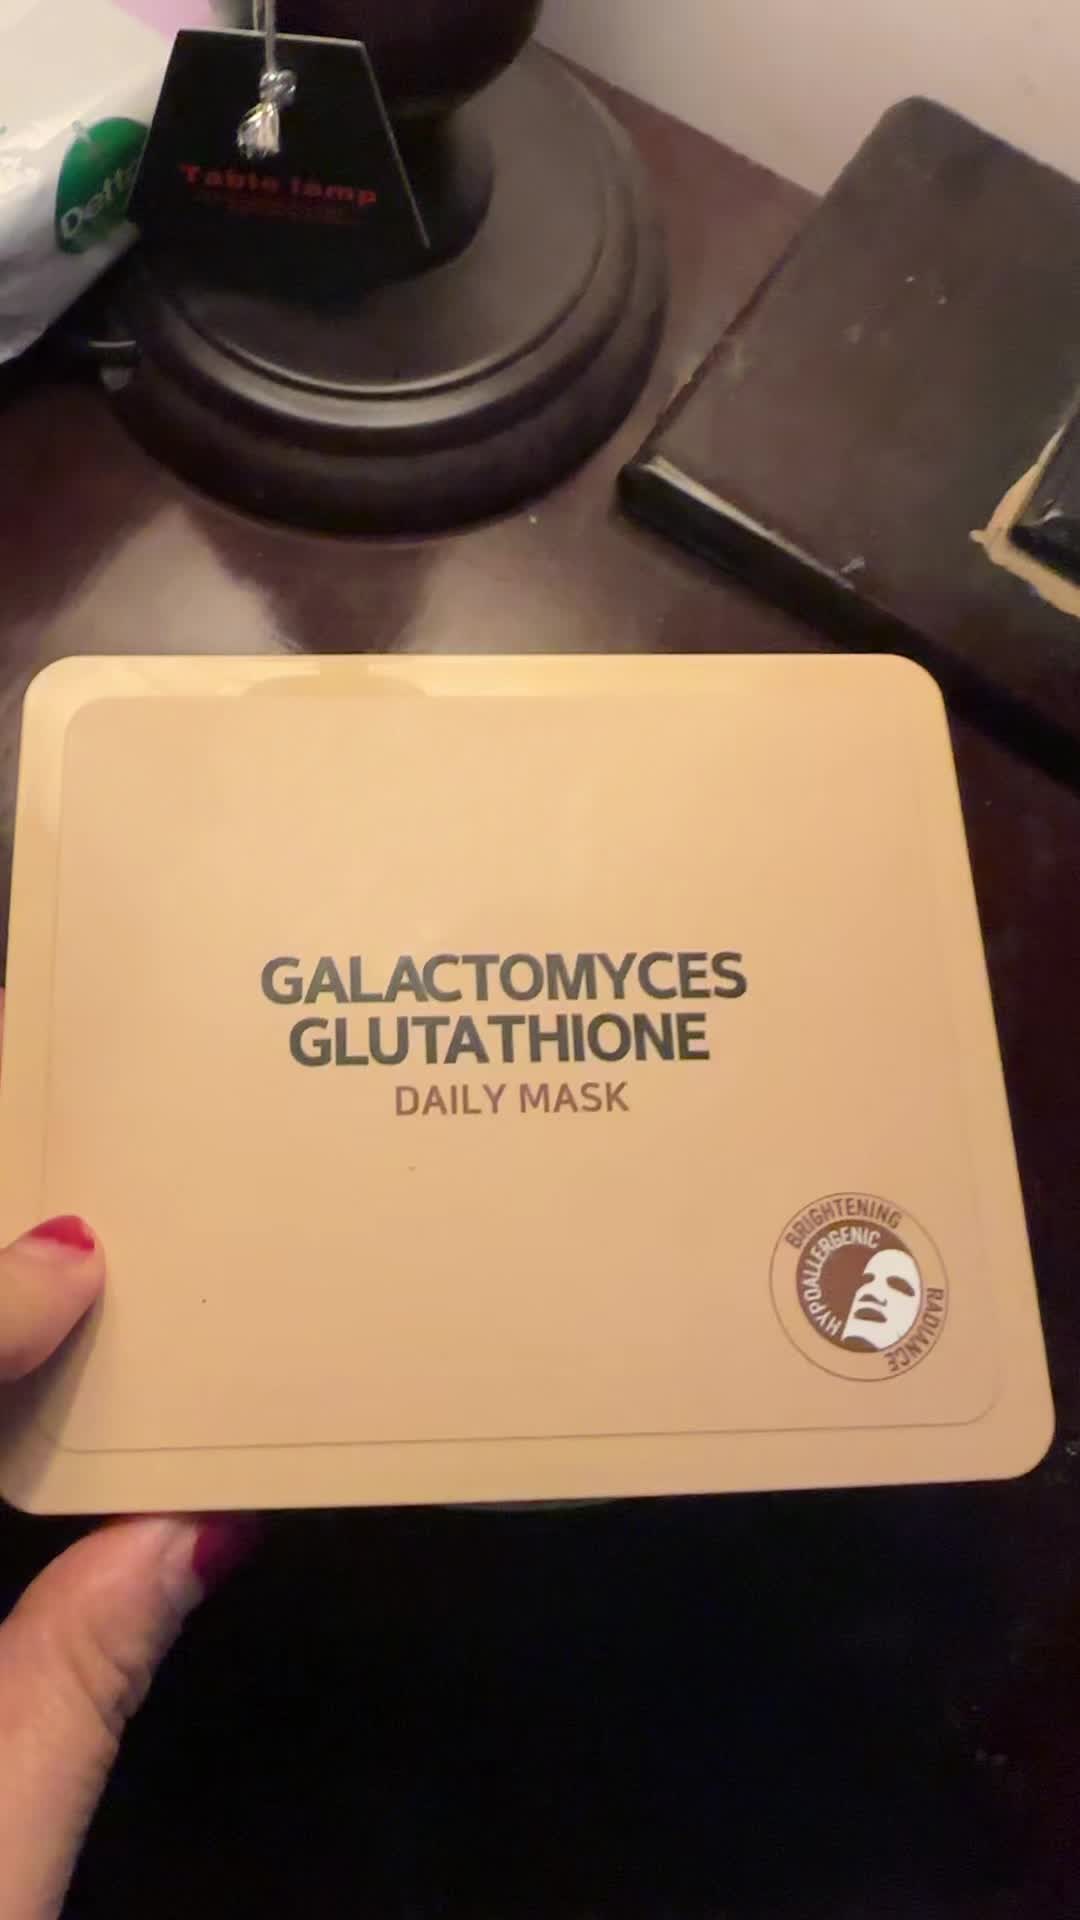 Table lamp
GALACTOMYCES
GLUTATHIONE
DAILY MASK
BRIGHTENING
HYPOALLERGENIC
RADIANCE